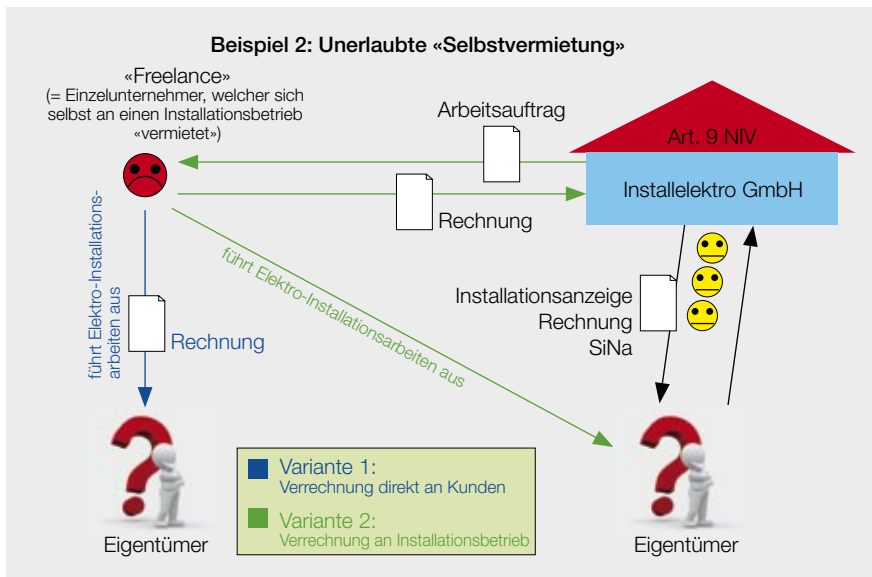 Beispiel 2: Unerlaubte «Selbstvermietung»
«Freelance»
(= Einzelunternehmer, welcher sich
selbst an einen Installationsbetrieb
«vermietet»)
Arbeitsauftrag
Art. 9 NIV
Installelektro GmbH
Rechnung
führt Elektro-Installations-
arbeiten aus
Rechnung
führt Elektro-Installationsarbeiten aus
Installationsanzeige
Rechnung
SiNa
Variante 1:
Verrechnung direkt an Kunden
Variante 2:
Verrechnung an Installationsbetrieb
Eigentümer
Eigentümer